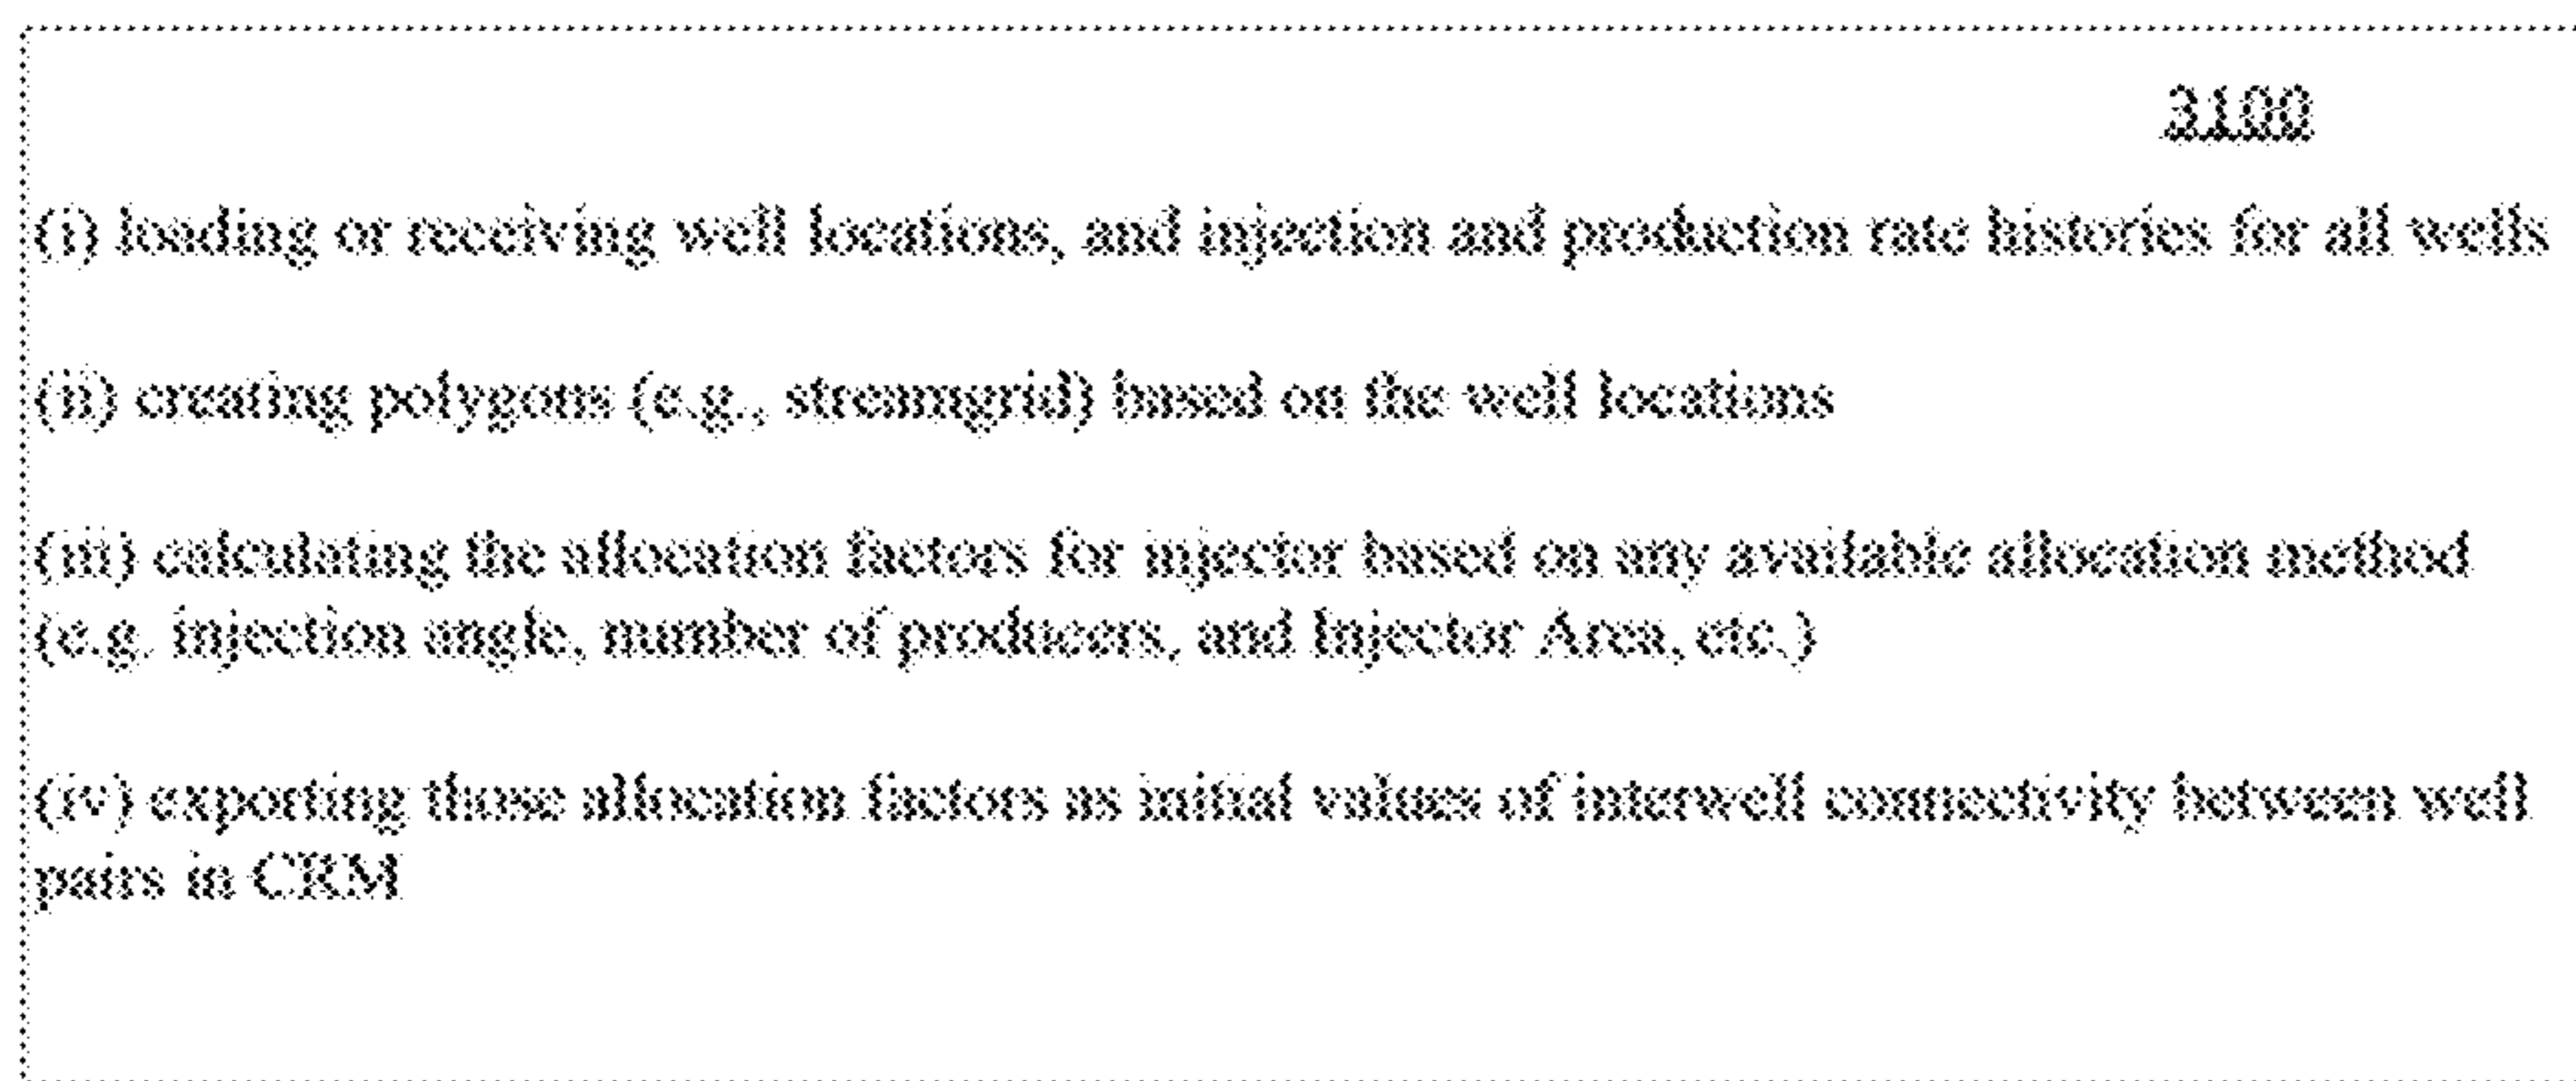 3100
(i) loading or receiving well locations, and injection and production rate histories for all wells
(ii) creating polygons (e.g., streamgrid) based on the well locations
(iii) calculating the allocation factors for injector based on any available allocation method
(e.g. injection angle, number of producers, and Injector Area, etc.)
(iv) exporting those allocation factors as initial values of interwell connectivity between well
pairs in CRM